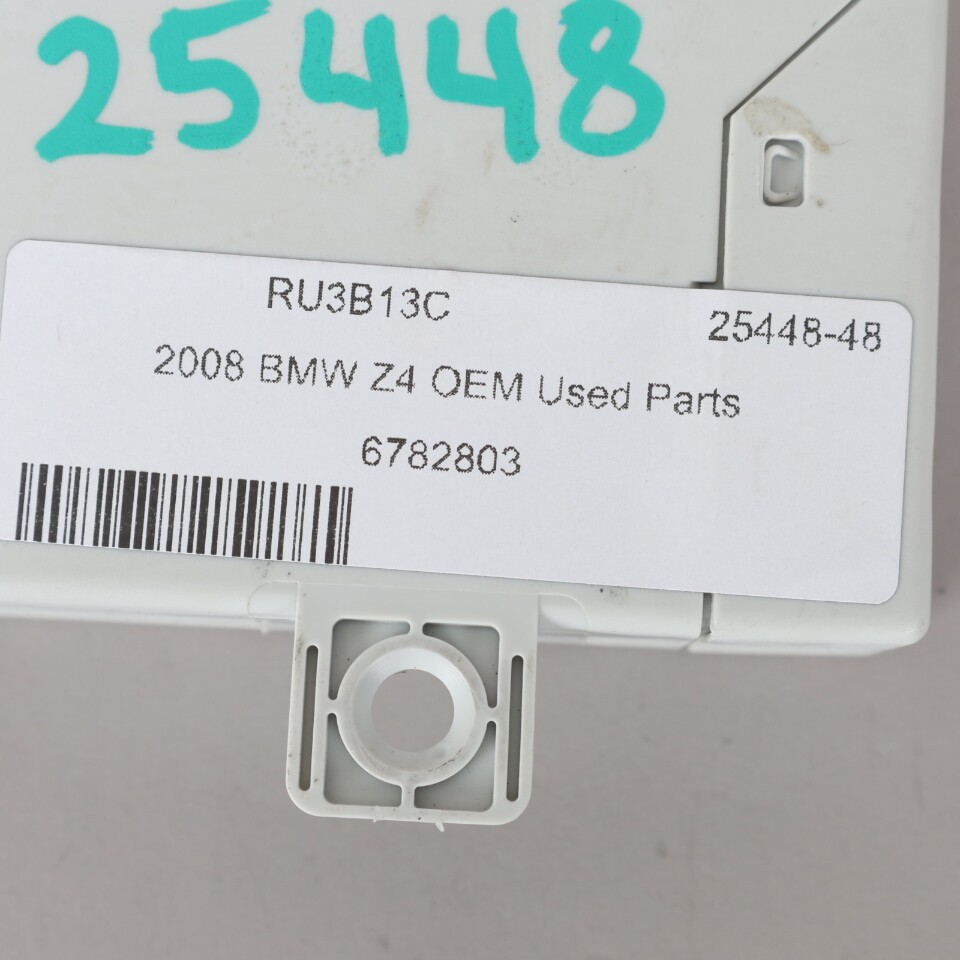 25448
RU3B13C
25448-48
2008 BMW Z4 OEM Used Parts
6782803